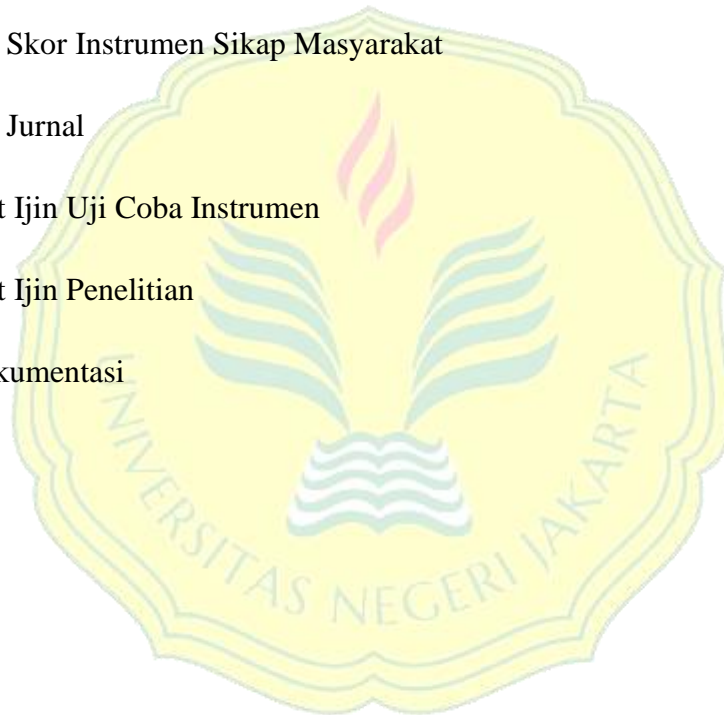 Skor Instrumen Sikap Masyarakat
Jurnal
t Ijin Uji Coba Instrumen
t Ijin Penelitian
kumentasi
UNIVERSITAS NEGERI JAKARTA